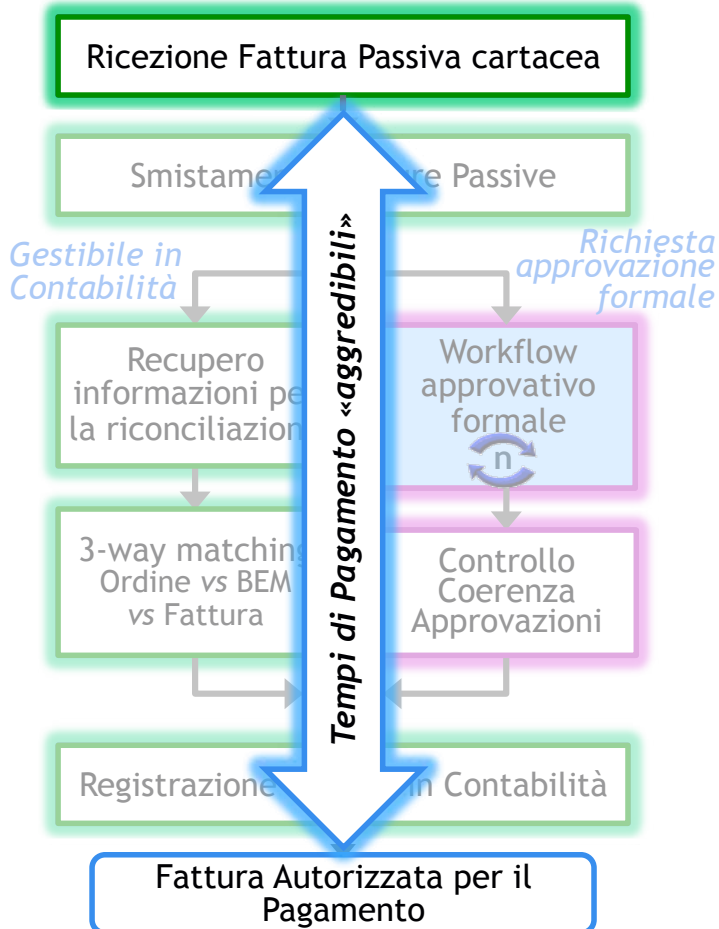 Ricezione Fattura Passiva cartacea
Smistame re Passive
Gestibile in
Contabilità
Richiesta
approvazione
formale
Recupero
informazioni pe
la riconciliazion
Workflow
approvativo
formale
n
Tempi di Pagamento «aggredibili»
3-way matching
Ordine vs BEM
vs Fattura
Controllo
Coerenza
Approvazioni
Registrazione in Contabilità
Fattura Autorizzata per il
Pagamento